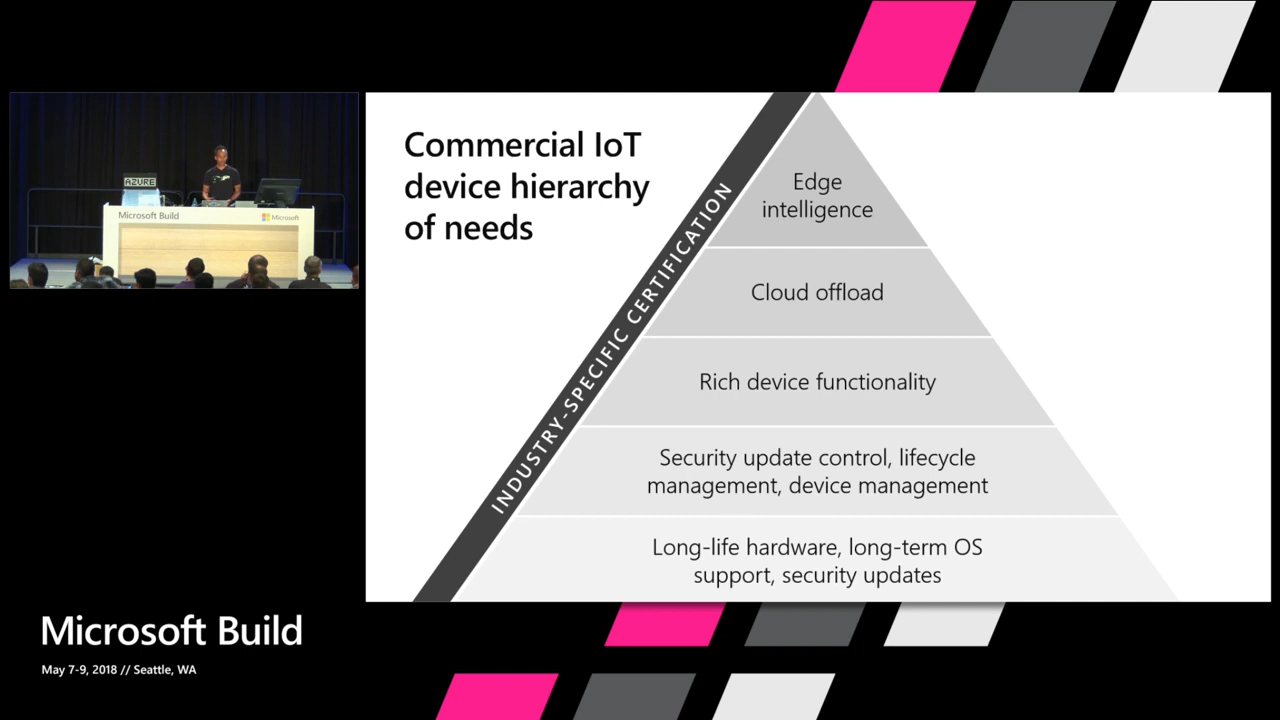 AZURE
Microsoft Build
Microsoft
Commercial IoT
device hierarchy
of needs
INDUSTRY-SPECIFIC CERTIFICATION
Edge
intelligence
Cloud offload
Rich device functionality
Security update control, lifecycle
management, device management
Long-life hardware, long-term OS
support, security updates
Microsoft Build
May 7-9, 2018 // Seattle, WA